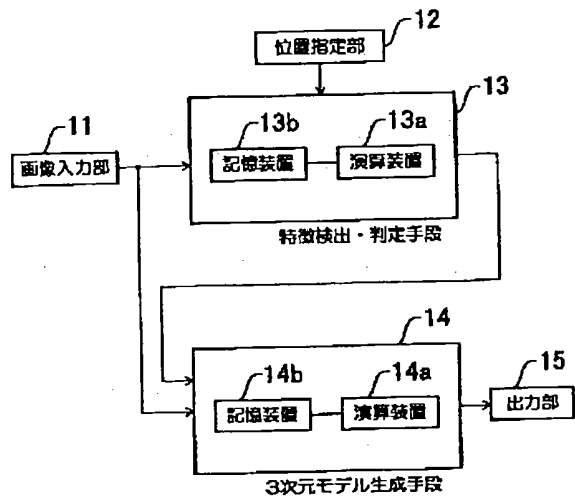 12
位置指定部
13
11
13b
13a
画像入力部
記憶装置
演算装置
特徴検出・判定手段
14
14b
14a
15
記憶装置
演算装置
出力部
3次元モデル生成手段